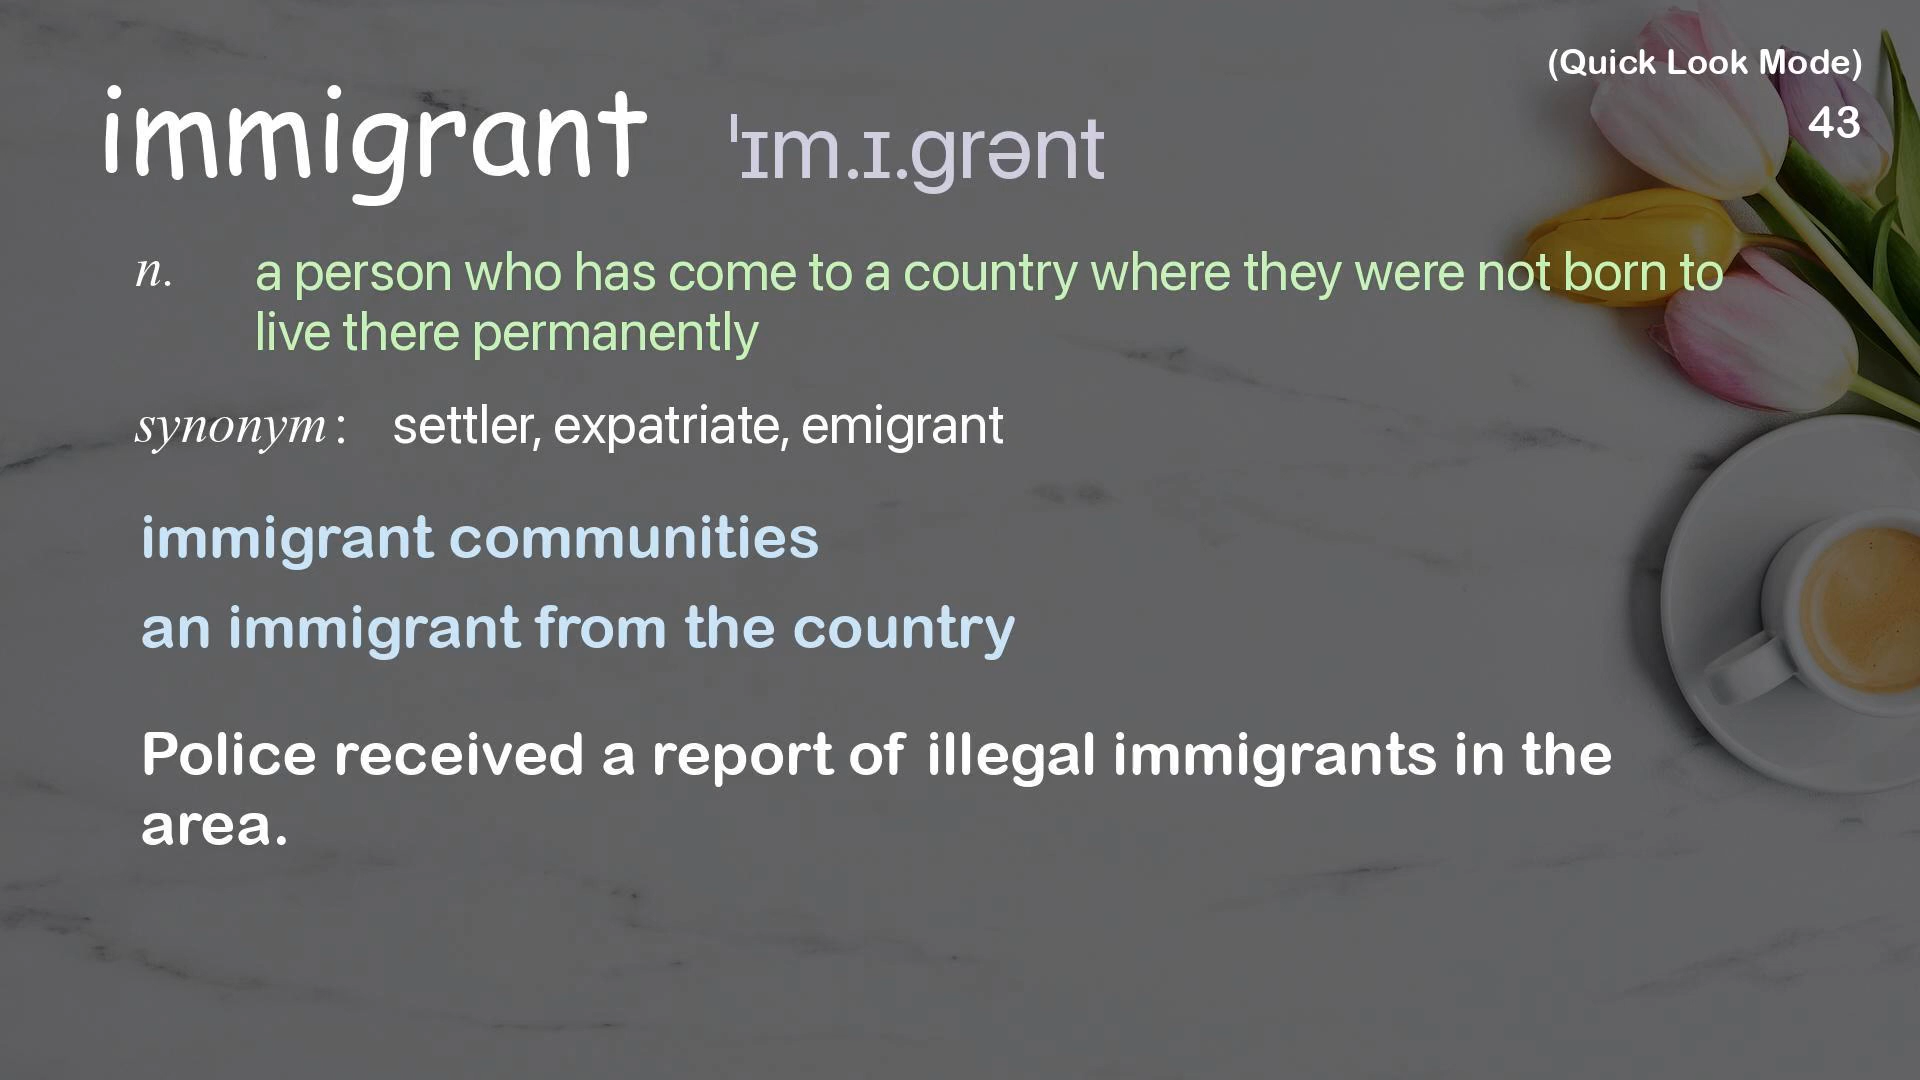 (Quick Look Mode)
43
immigrant ˈɪm.ɪ.grənt
n. a person who has come to a country where they were not born to
live there permanently
synonym: settler, expatriate, emigrant
immigrant communities
an immigrant from the country
Police received a report of illegal immigrants in the
area.